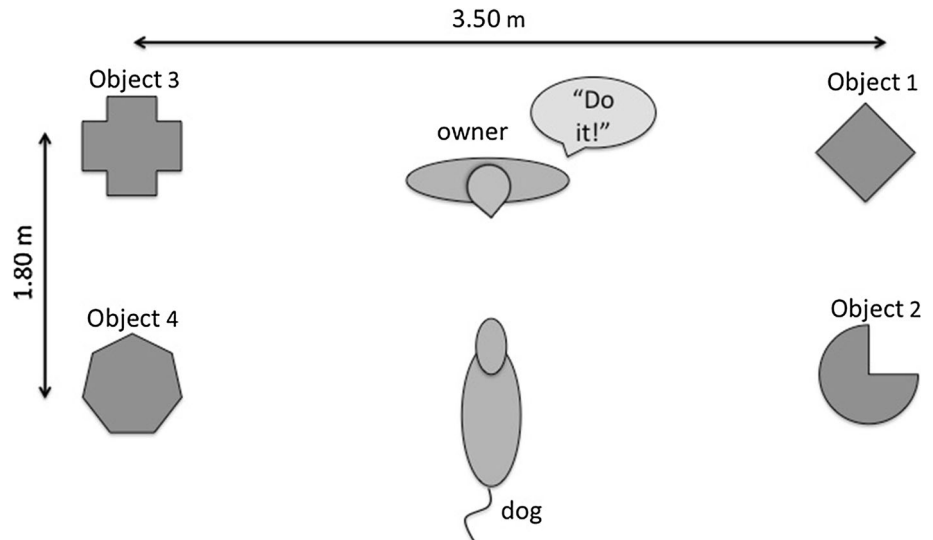 3.50 m
Object 3
Object 1
owner
“Do
it!”
1.80 m
Object 4
Object 2
dog